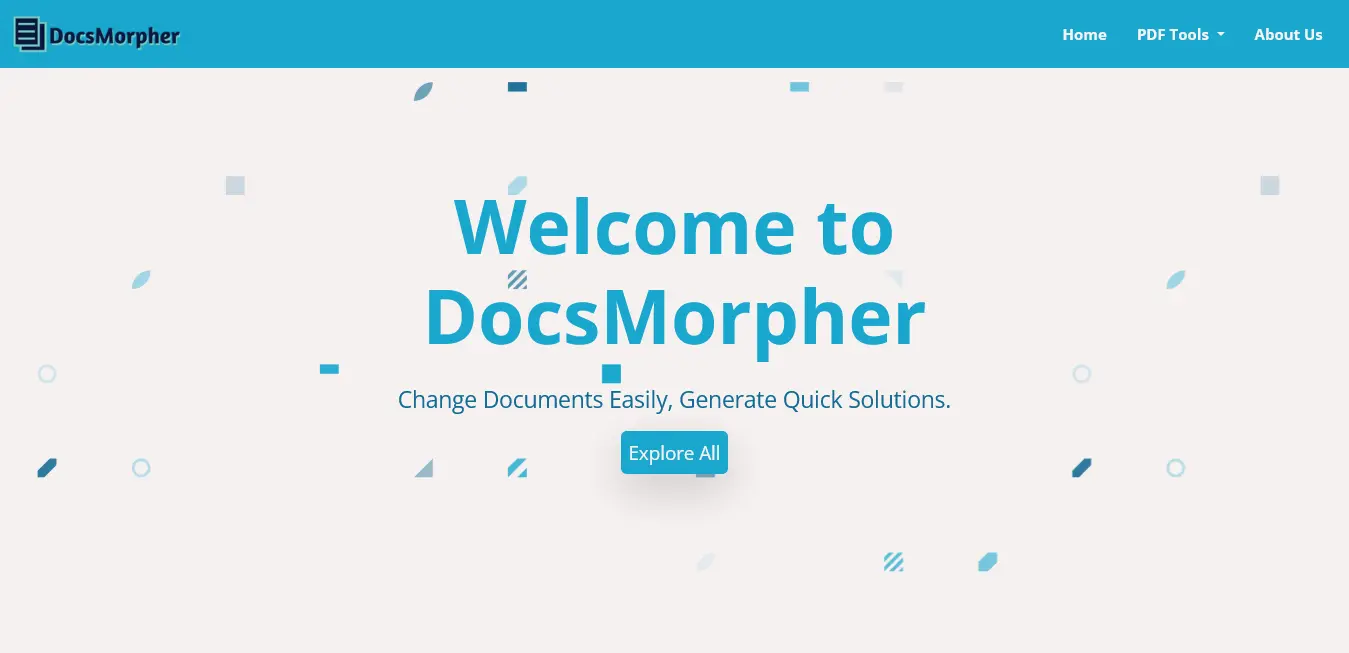 DocsMorpher
Home PDF Tools About Us
Welcome to
DocsMorpher
Change Documents Easily, Generate Quick Solutions.
Explore All